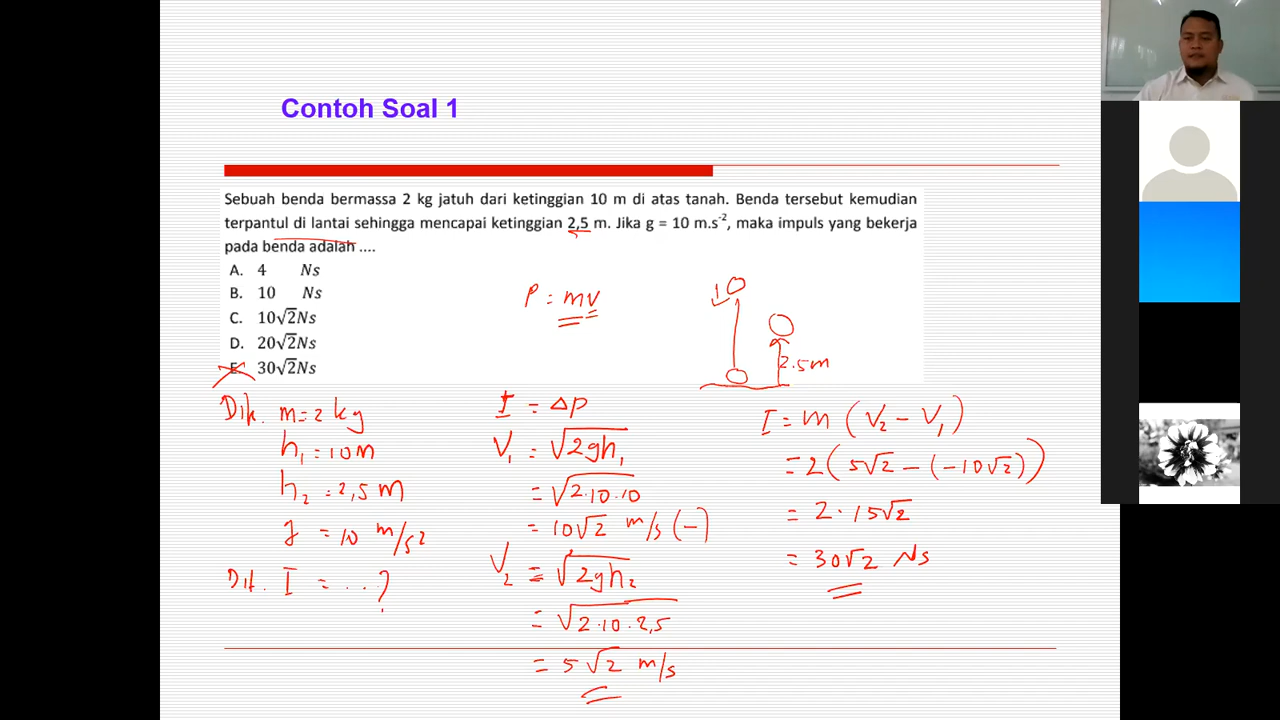 Contoh Soal 1
Sebuah benda bermassa 2 kg jatuh dari ketinggian 10 m di atas tanah. Benda tersebut kemudian
terpantul di lantai sehingga mencapai ketinggian 2,5 m. Jika g = 10 m.s⁻², maka impuls yang bekerja
pada benda adalah ....
A. 4 Ns
B. 10 Ns
C. 10√2Ns
D. 20√2Ns
E. 30√2Ns
P = mv
10
2.5m
Dik. m = 2 kg
h₁ = 10m
h₂ = 2,5 m
g = 10 m/s²
Dit. I = ... ?
I = ΔP
V₁ = √2gh₁
= √2·10·10
= 10√2 m/s (-)
V₂ = √2gh₂
= √2·10·2,5
= 5√2 m/s
I = m (V₂ - V₁)
= 2(5√2 - (-10√2))
= 2·15√2
= 30√2 Ns